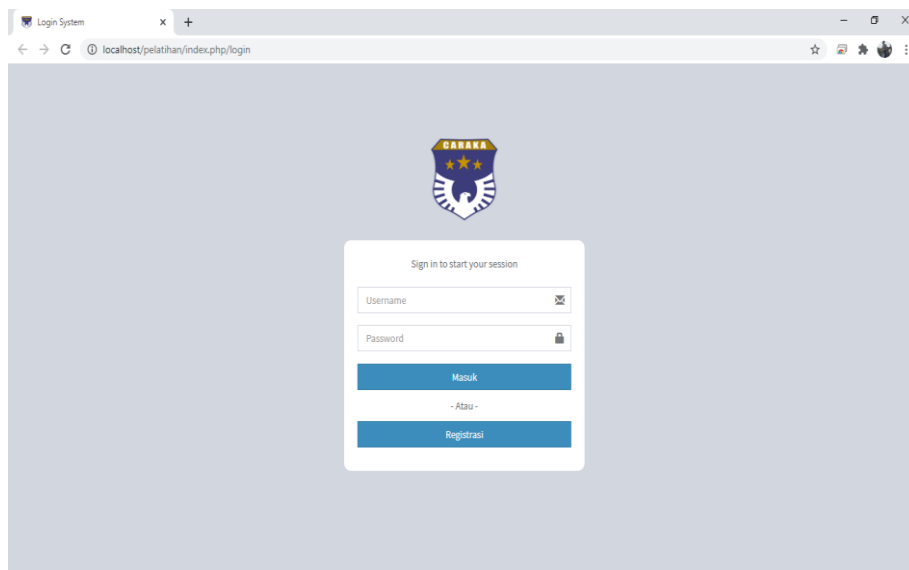 Login System
localhost/pelatihan/index.php/login
CARAKA
Sign in to start your session
Username
Password
Masuk
- Atau -
Registrasi